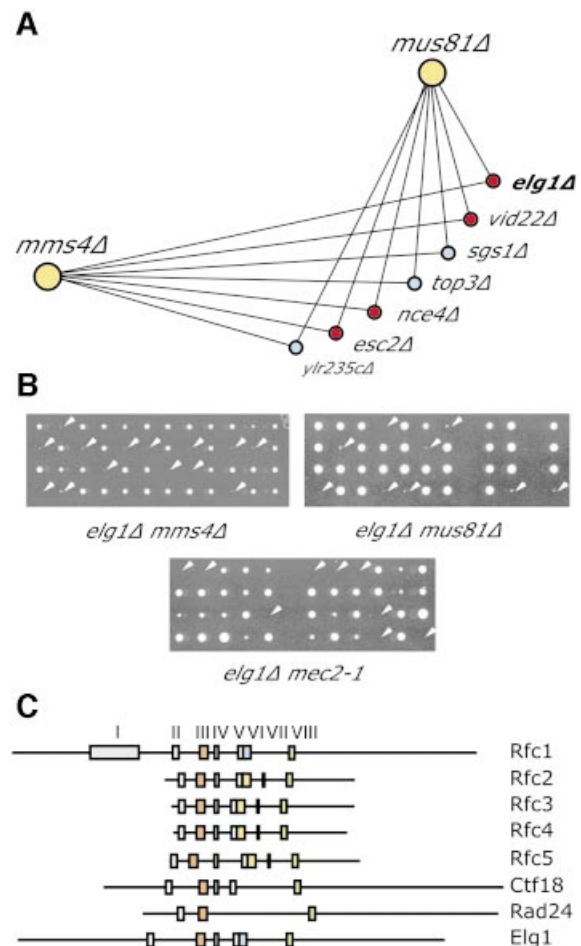 A
mus81Δ
elg1Δ
vid22Δ
mms4Δ
sgs1Δ
top3Δ
nce4Δ
esc2Δ
ylr235cΔ
B
elg1Δ mms4Δ
elg1Δ mus81Δ
elg1Δ mec2-1
C
I II III IV V VI VII VIII
Rfc1
Rfc2
Rfc3
Rfc4
Rfc5
Ctf18
Rad24
Elg1